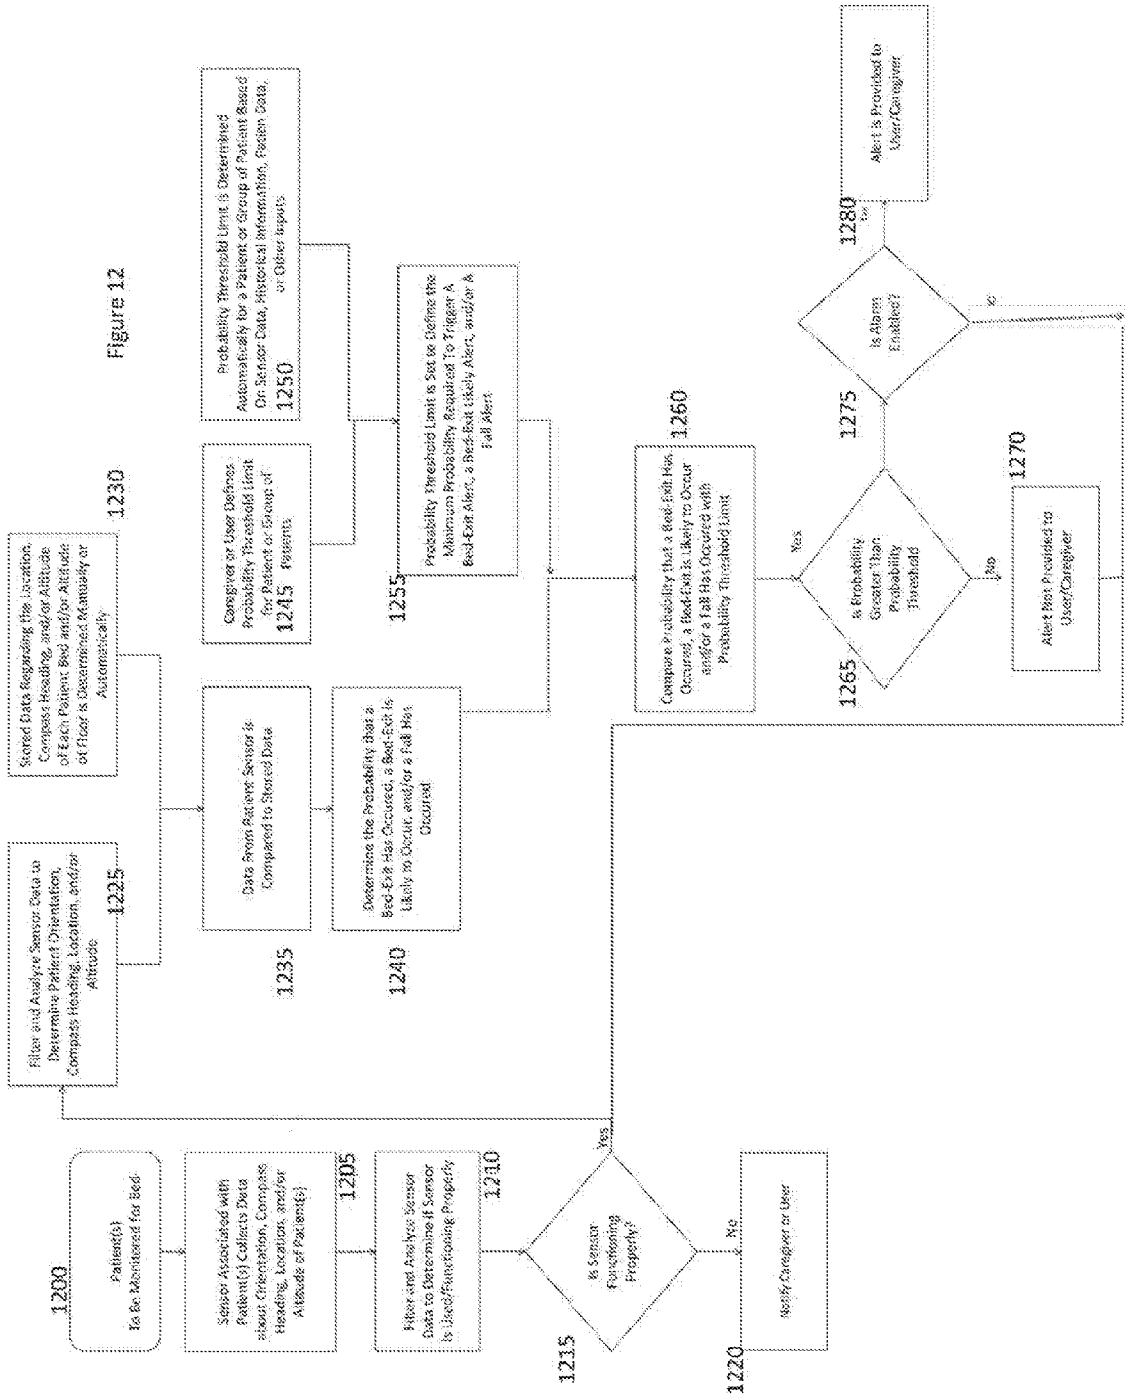 Figure 12
1200
Patient(s)
To Be Monitored for Bed-
Sensor Associated with
Patient(s) Collects Data
about Orientation, Compass
Heading, Location, and/or
Altitude of Patient(s)
1205
Filter and Analyze Sensor
Data to Determine if Sensor
is Used/Functioning Properly
1210
1215
Is Sensor
Functioning
Properly?
Yes
No
1220
Notify Caregiver or User
Filter and Analyze Sensor Data to
Determine Patient Orientation,
Compass Heading, Location, and/or
Altitude
1225
Stored Data Regarding the Location,
Compass Heading, and/or Altitude
of Each Patient Bed and/or Altitude
of Floor is Determined Manually or
Automatically
1230
Data From Patient Sensor is
Compared to Stored Data
1235
Determine the Probability that a
Bed-Exit Has Occured, a Bed-Exit is
Likely to Occur, and/or a Fall Has
Occured
1240
Caregiver or User Defines
Probability Threshold Limit
for Patient or Group of
1245 Patients
Probability Threshold Limit is Determined
Automatically for a Patient or Group of Patient Based
On Sensor Data, Historical Information, Patien Data,
or Other Inputs
1250
1255
Probability Threshold Limit is Set to Define the
Minimum Probability Required To Trigger A
Bed-Exit Alert, a Bed-Exit Likely Alert, and/or A
Fall Alert
1260
Compare Probability that a Bed-Exit Has
Occured, a Bed-Exit is Likely to Occur
and/or a Fall Has Occured with
Probability Threshold Limit
1265
Is Probability
Greater Than
Probability
Threshold
Yes
No
1270
Alert Not Provided to
User/Caregiver
1275
Is Alarm
Enabled?
1280
Alert is Provided to
User/Caregiver